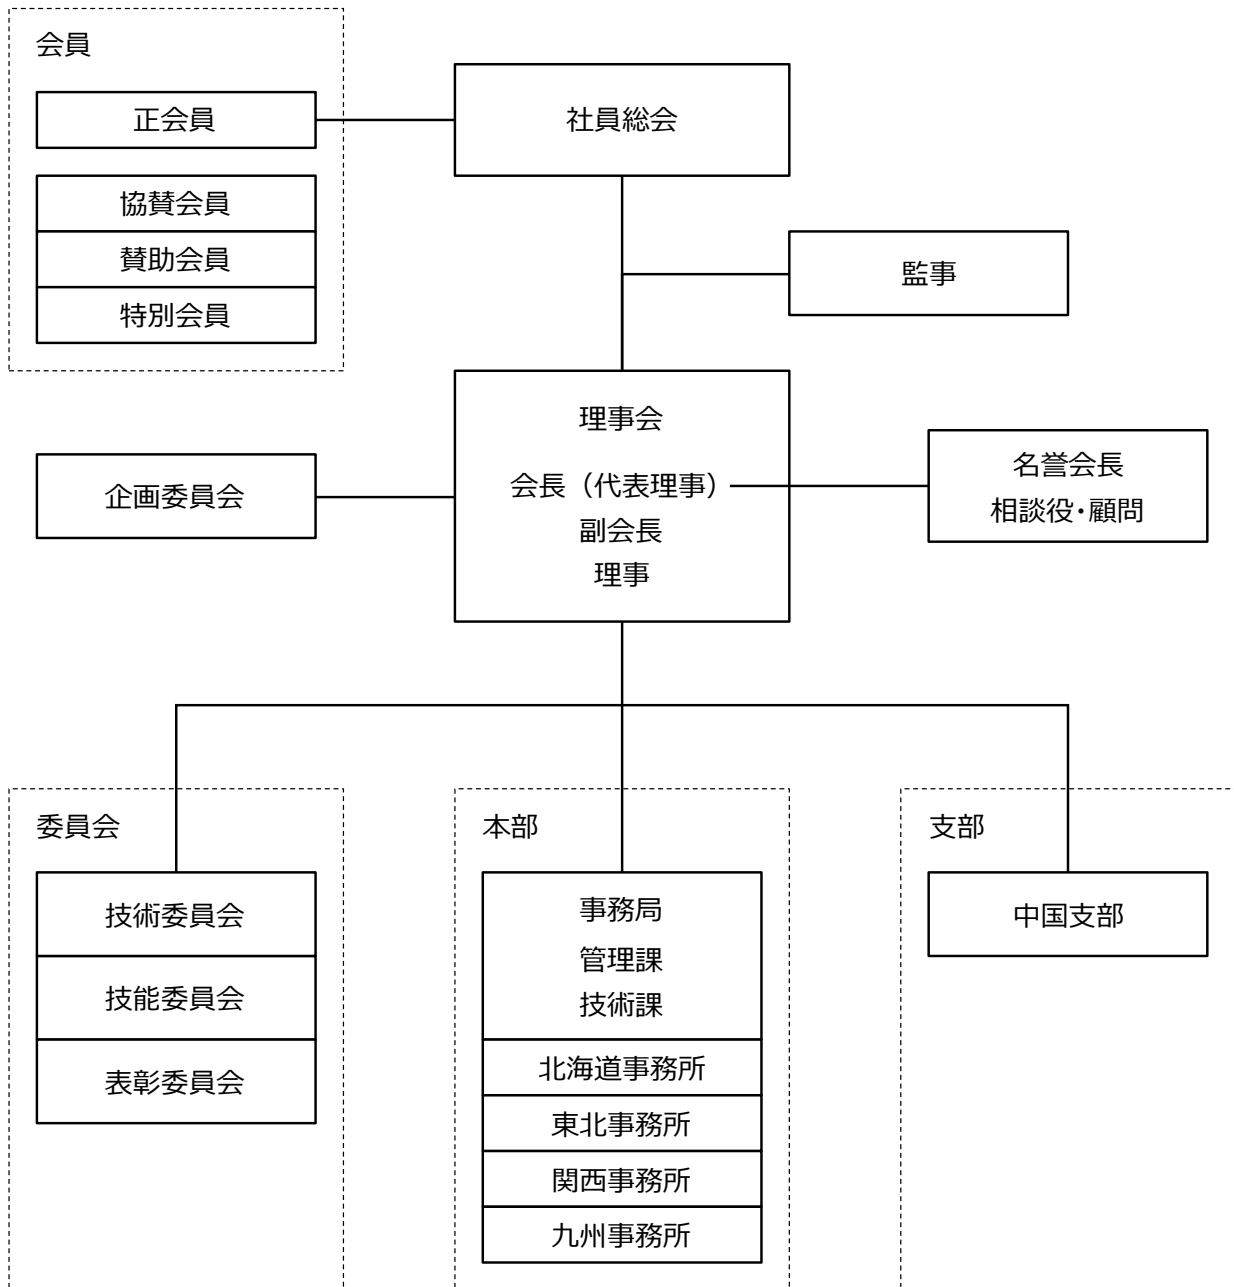 会員
正会員
協賛会員
賛助会員
特別会員
社員総会
監事
企画委員会
理事会
会長（代表理事）
副会長
理事
名誉会長
相談役・顧問
委員会
技術委員会
技能委員会
表彰委員会
本部
事務局
管理課
技術課
北海道事務所
東北事務所
関西事務所
九州事務所
支部
中国支部